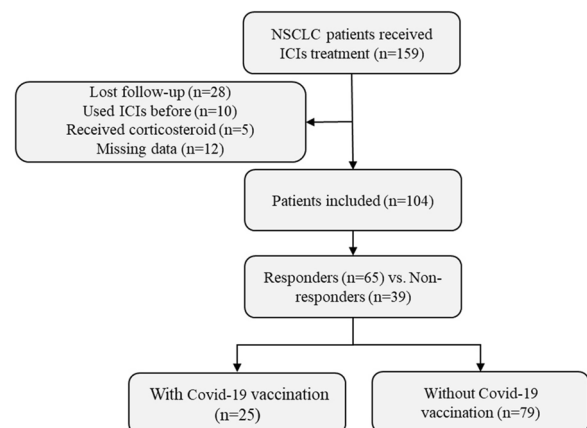 NSCLC patients received
ICIs treatment (n=159)
Lost follow-up (n=28)
Used ICIs before (n=10)
Received corticosteroid (n=5)
Missing data (n=12)
Patients included (n=104)
Responders (n=65) vs. Non-
responders (n=39)
With Covid-19 vaccination
(n=25)
Without Covid-19
vaccination (n=79)